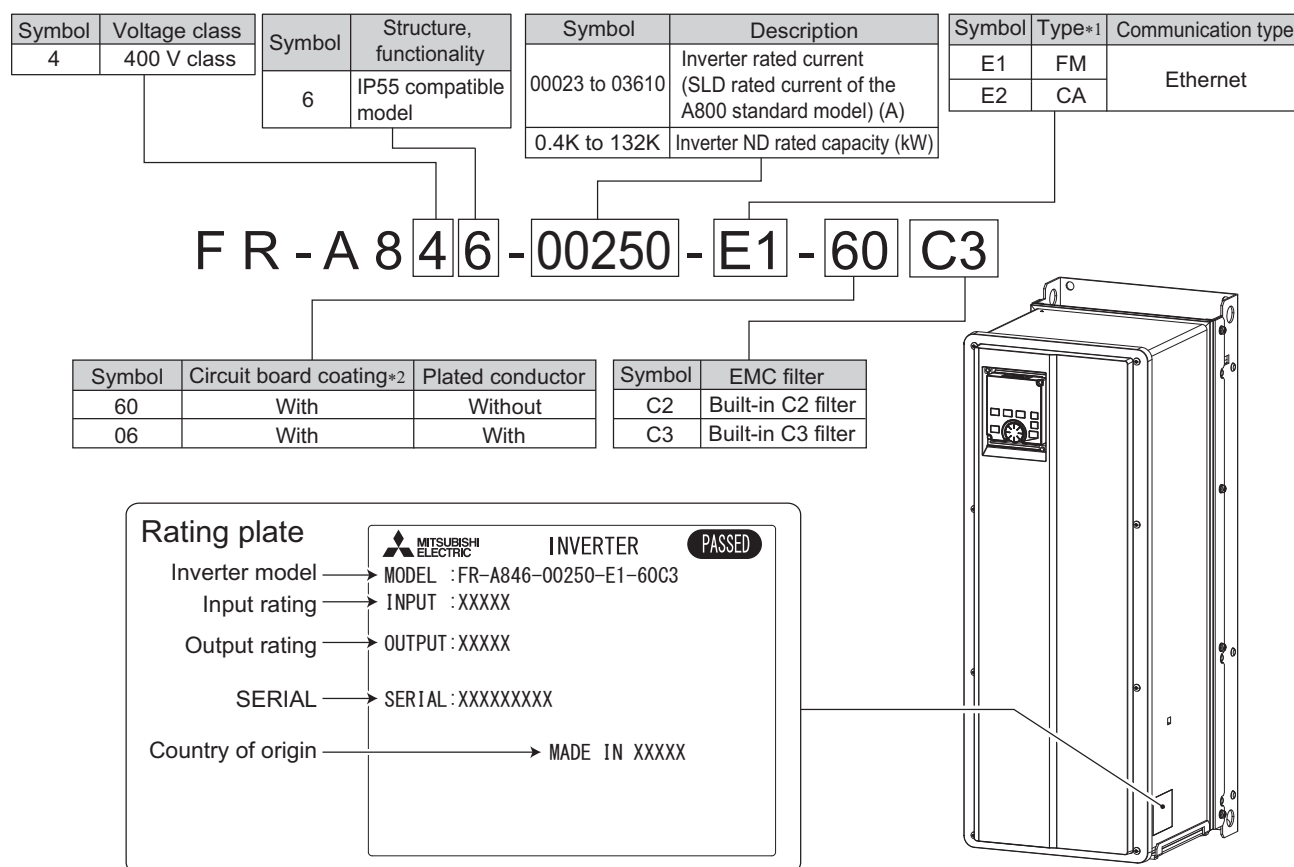 Symbol Voltage class
4 400 V class
Symbol Structure, functionality
6 IP55 compatible model
Symbol Description
00023 to 03610 Inverter rated current (SLD rated current of the A800 standard model) (A)
0.4K to 132K Inverter ND rated capacity (kW)
Symbol Type*1 Communication type
E1 FM Ethernet
E2 CA
FR-A846-00250-E1-60 C3
Symbol Circuit board coating*2 Plated conductor
60 With Without
06 With With
Symbol EMC filter
C2 Built-in C2 filter
C3 Built-in C3 filter
Rating plate
MITSUBISHI ELECTRIC INVERTER PASSED
Inverter model MODEL :FR-A846-00250-E1-60C3
Input rating INPUT :XXXXX
Output rating OUTPUT:XXXXX
SERIAL SERIAL:XXXXXXXXX
Country of origin MADE IN XXXXX